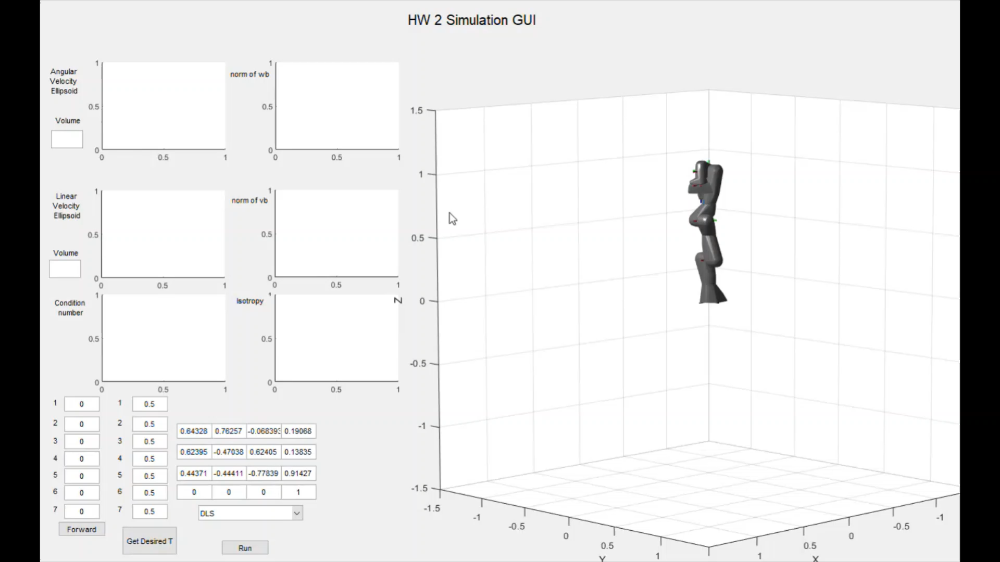 HW 2 Simulation GUI
Angular
Velocity
Ellipsoid
Volume
1
0.5
0
0 0.5 1
norm of wb
1
0.5
0
0 0.5 1
Linear
Velocity
Ellipsoid
Volume
1
0.5
0
0 0.5 1
norm of vb
1
0.5
0
0 0.5 1
Condition
number
1
0.5
0
0 0.5 1
Isotropy
0.5
0
0 0.5 1
1 0 1 0.5
2 0 2 0.5
3 0 3 0.5
4 0 4 0.5
5 0 5 0.5
6 0 6 0.5
7 0 7 0.5
0.64328 0.76257 -0.068393 0.19068
0.62395 -0.47038 0.62405 0.13835
0.44371 -0.44411 -0.77839 0.91427
0 0 0 1
DLS
Forward
Get Desired T
Run
Z
1.5
1
0.5
0
-0.5
-1
-1.5
-1.5 -1 -0.5 0 0.5 1
Y
1 0.5 0 -0.5 -1
X